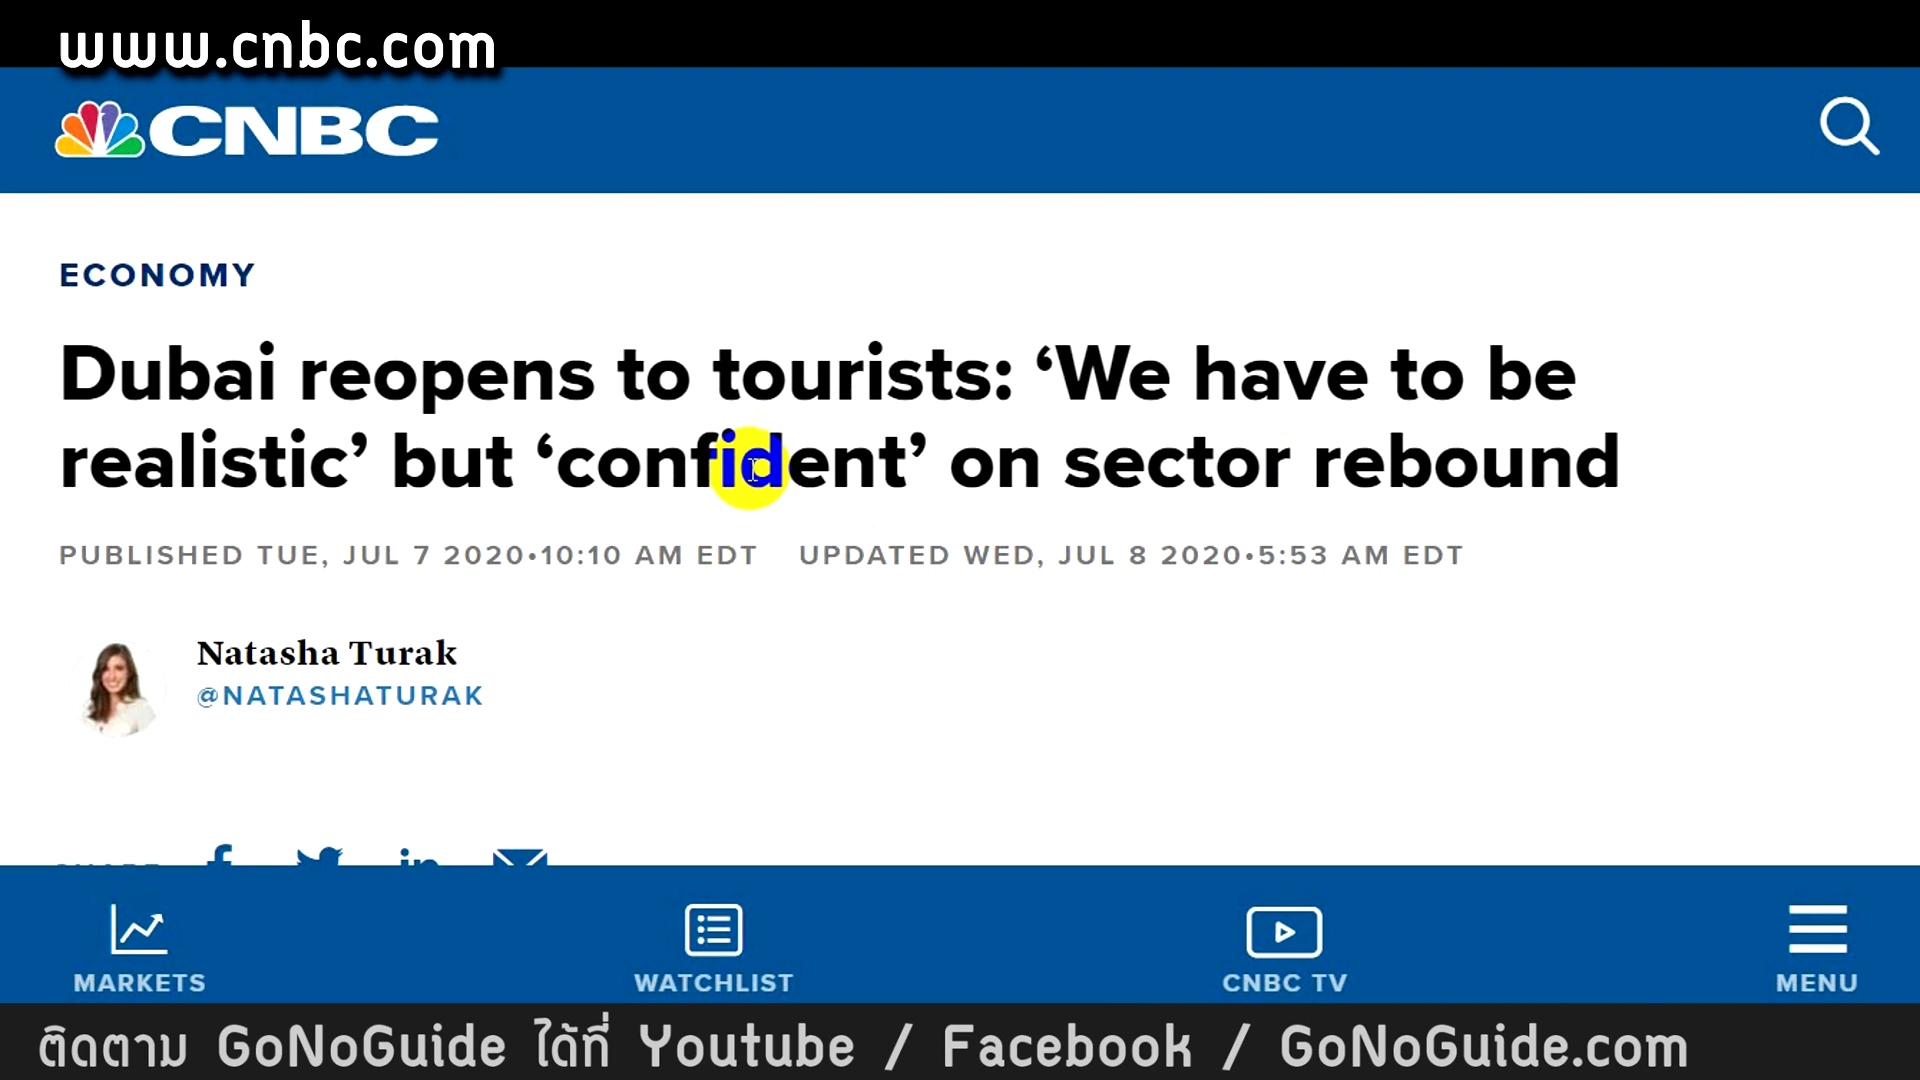 www.cnbc.com
CNBC
ECONOMY
Dubai reopens to tourists: ‘We have to be
realistic’ but ‘confident’ on sector rebound
PUBLISHED TUE, JUL 7 2020•10:10 AM EDT UPDATED WED, JUL 8 2020•5:53 AM EDT
Natasha Turak
@NATASHATURAK
MARKETS WATCHLIST CNBC TV MENU
ติดตาม GoNoGuide ได้ที่ Youtube / Facebook / GoNoGuide.com